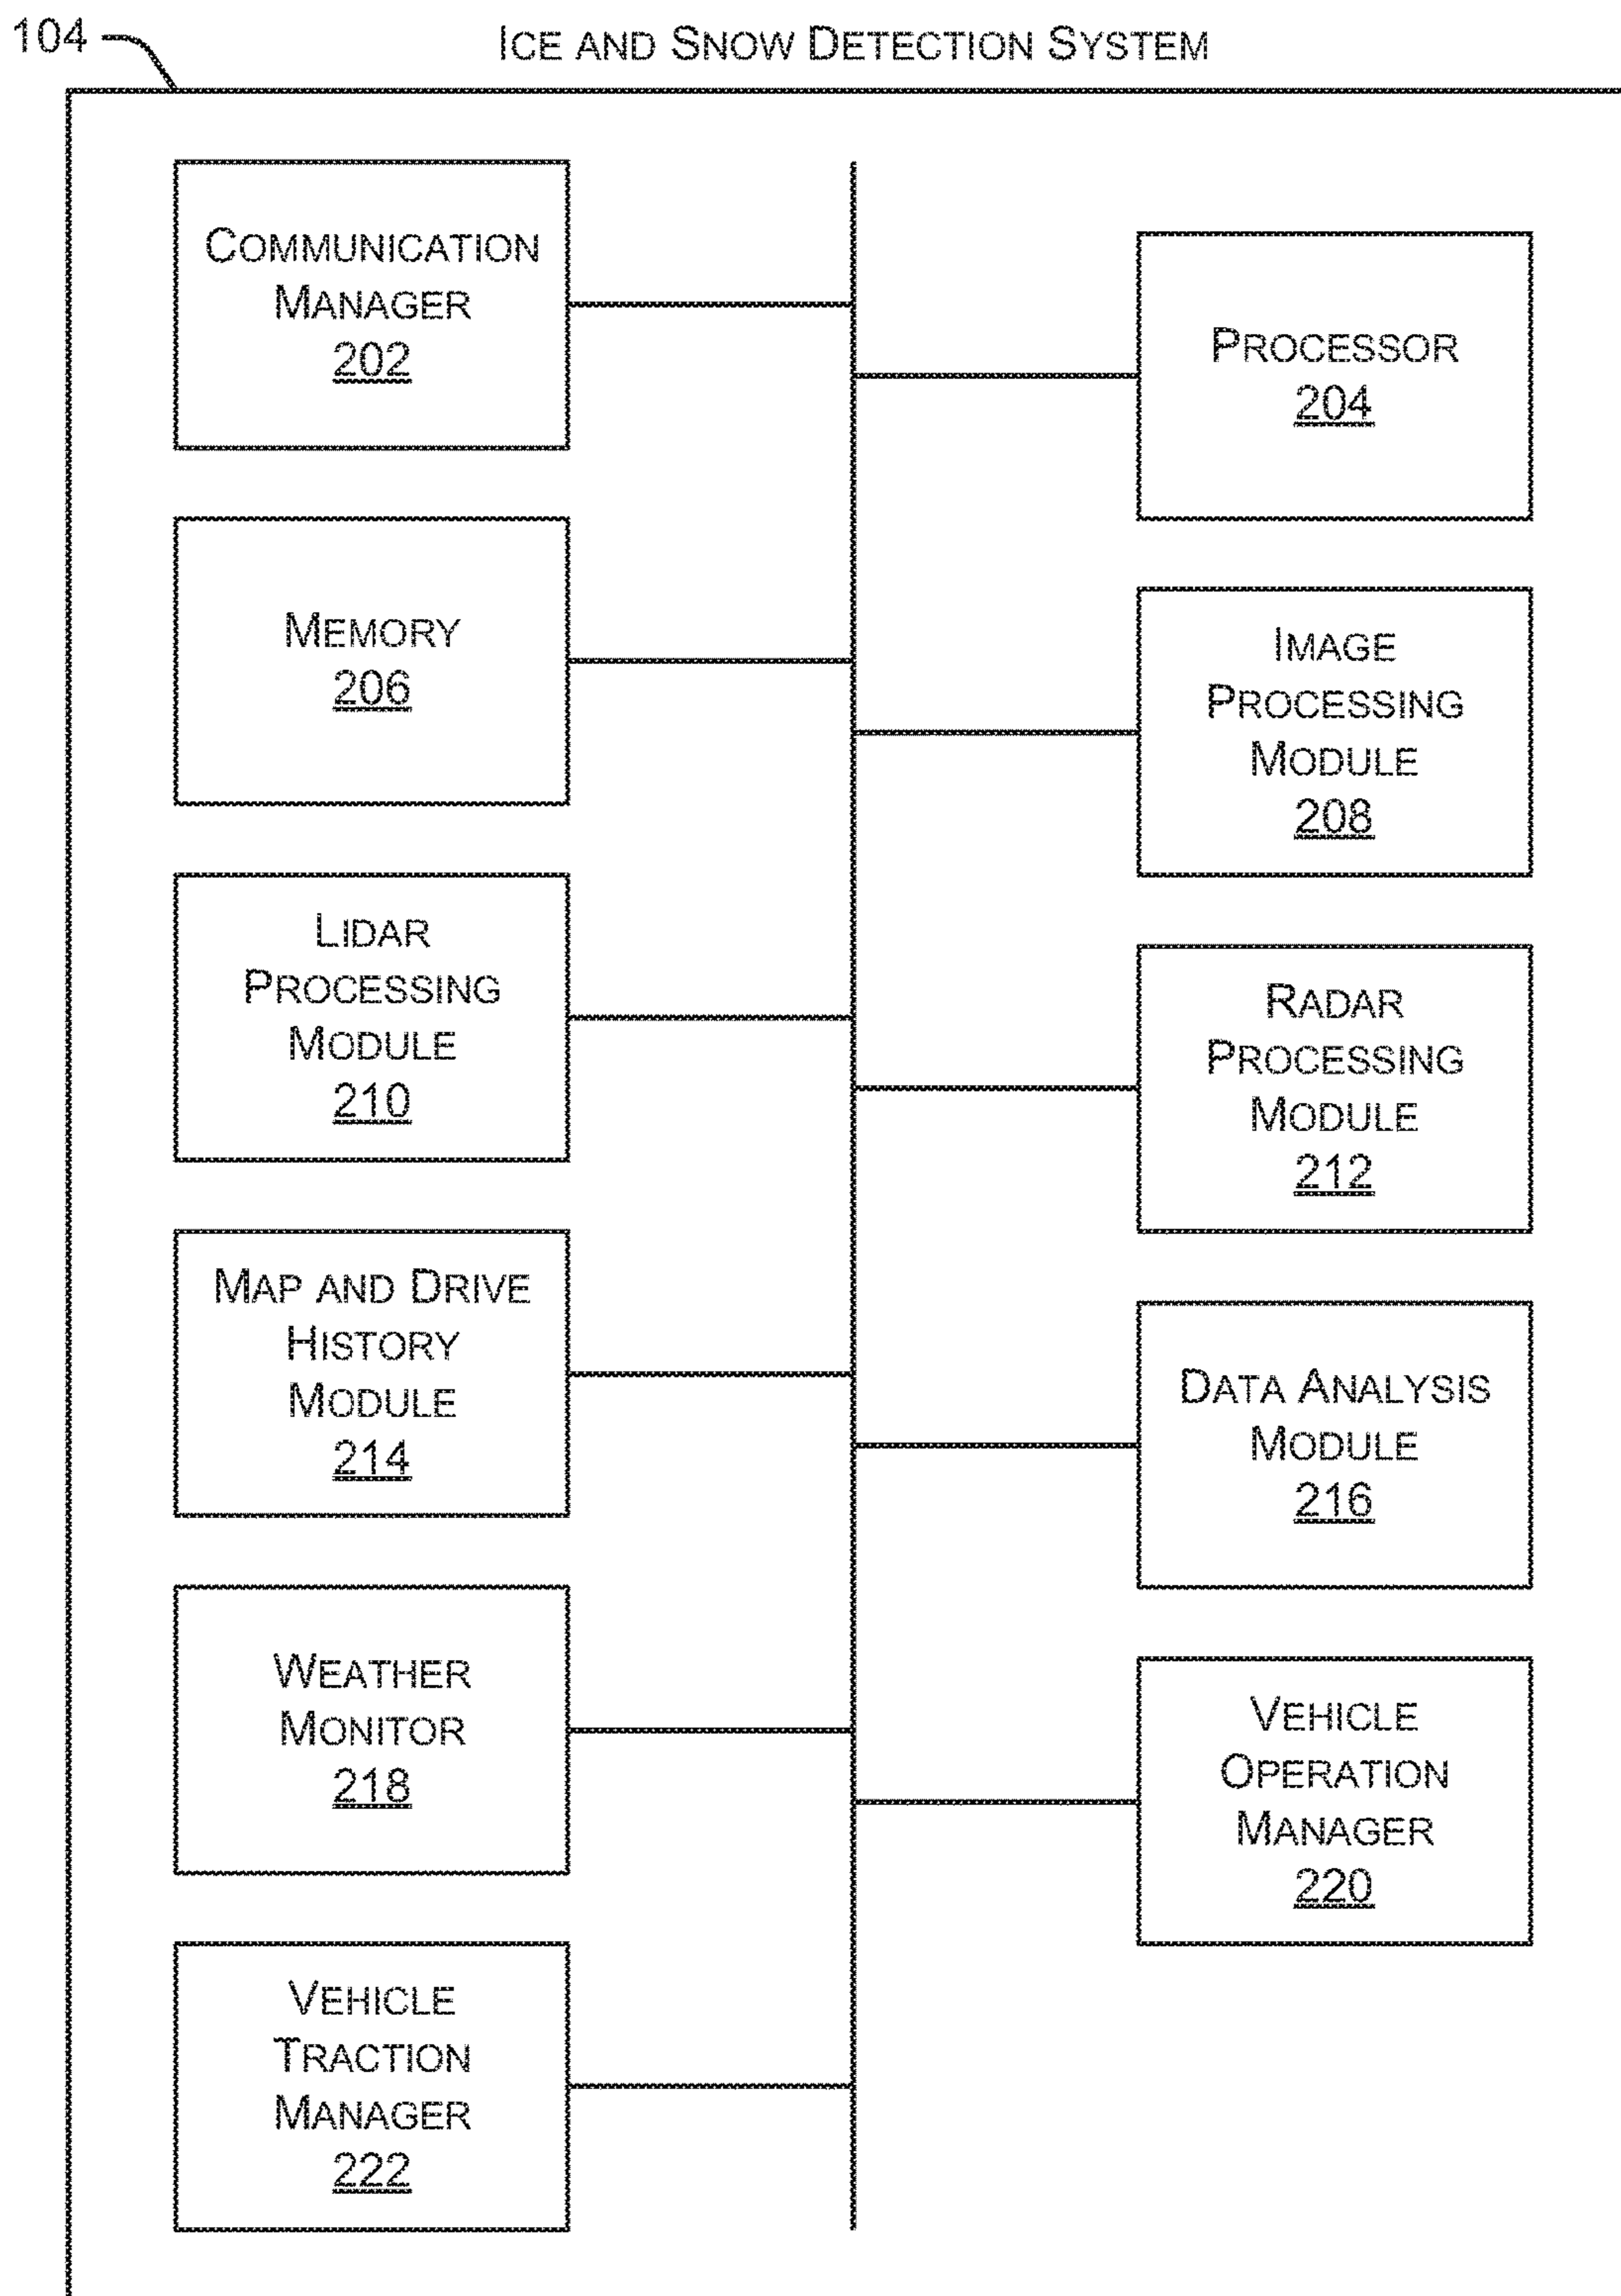 104
ICE AND SNOW DETECTION SYSTEM
COMMUNICATION
MANAGER
202
PROCESSOR
204
MEMORY
206
IMAGE
PROCESSING
MODULE
208
LIDAR
PROCESSING
MODULE
210
RADAR
PROCESSING
MODULE
212
MAP AND DRIVE
HISTORY
MODULE
214
DATA ANALYSIS
MODULE
216
WEATHER
MONITOR
218
VEHICLE
OPERATION
MANAGER
220
VEHICLE
TRACTION
MANAGER
222